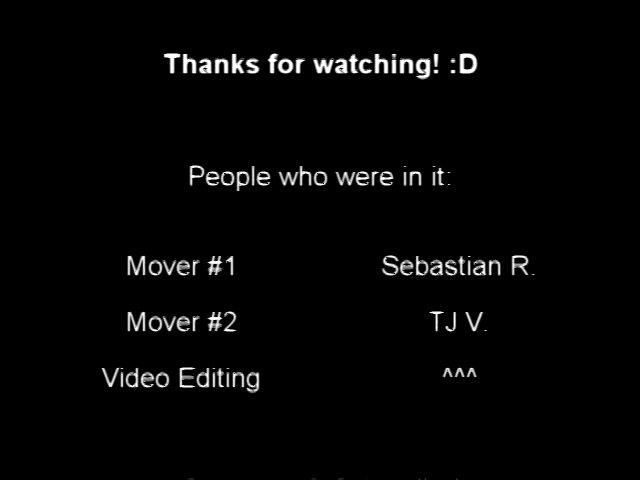 Thanks for watching! :D
People who were in it:
Mover #1 Sebastian R.
Mover #2 TJ V.
Video Editing ^^^